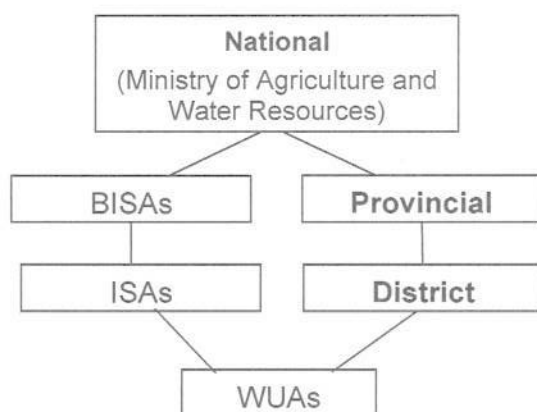 National
(Ministry of Agriculture and
Water Resources)
BISAs
Provincial
ISAs
District
WUAs